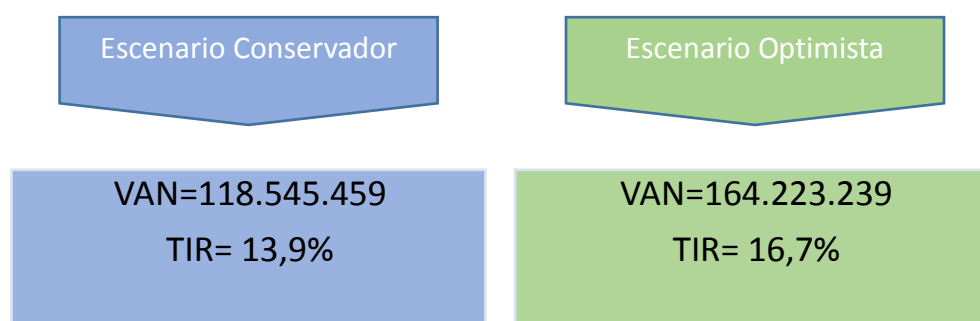 Escenario Conservador
VAN=118.545.459
TIR= 13,9%
Escenario Optimista
VAN=164.223.239
TIR= 16,7%